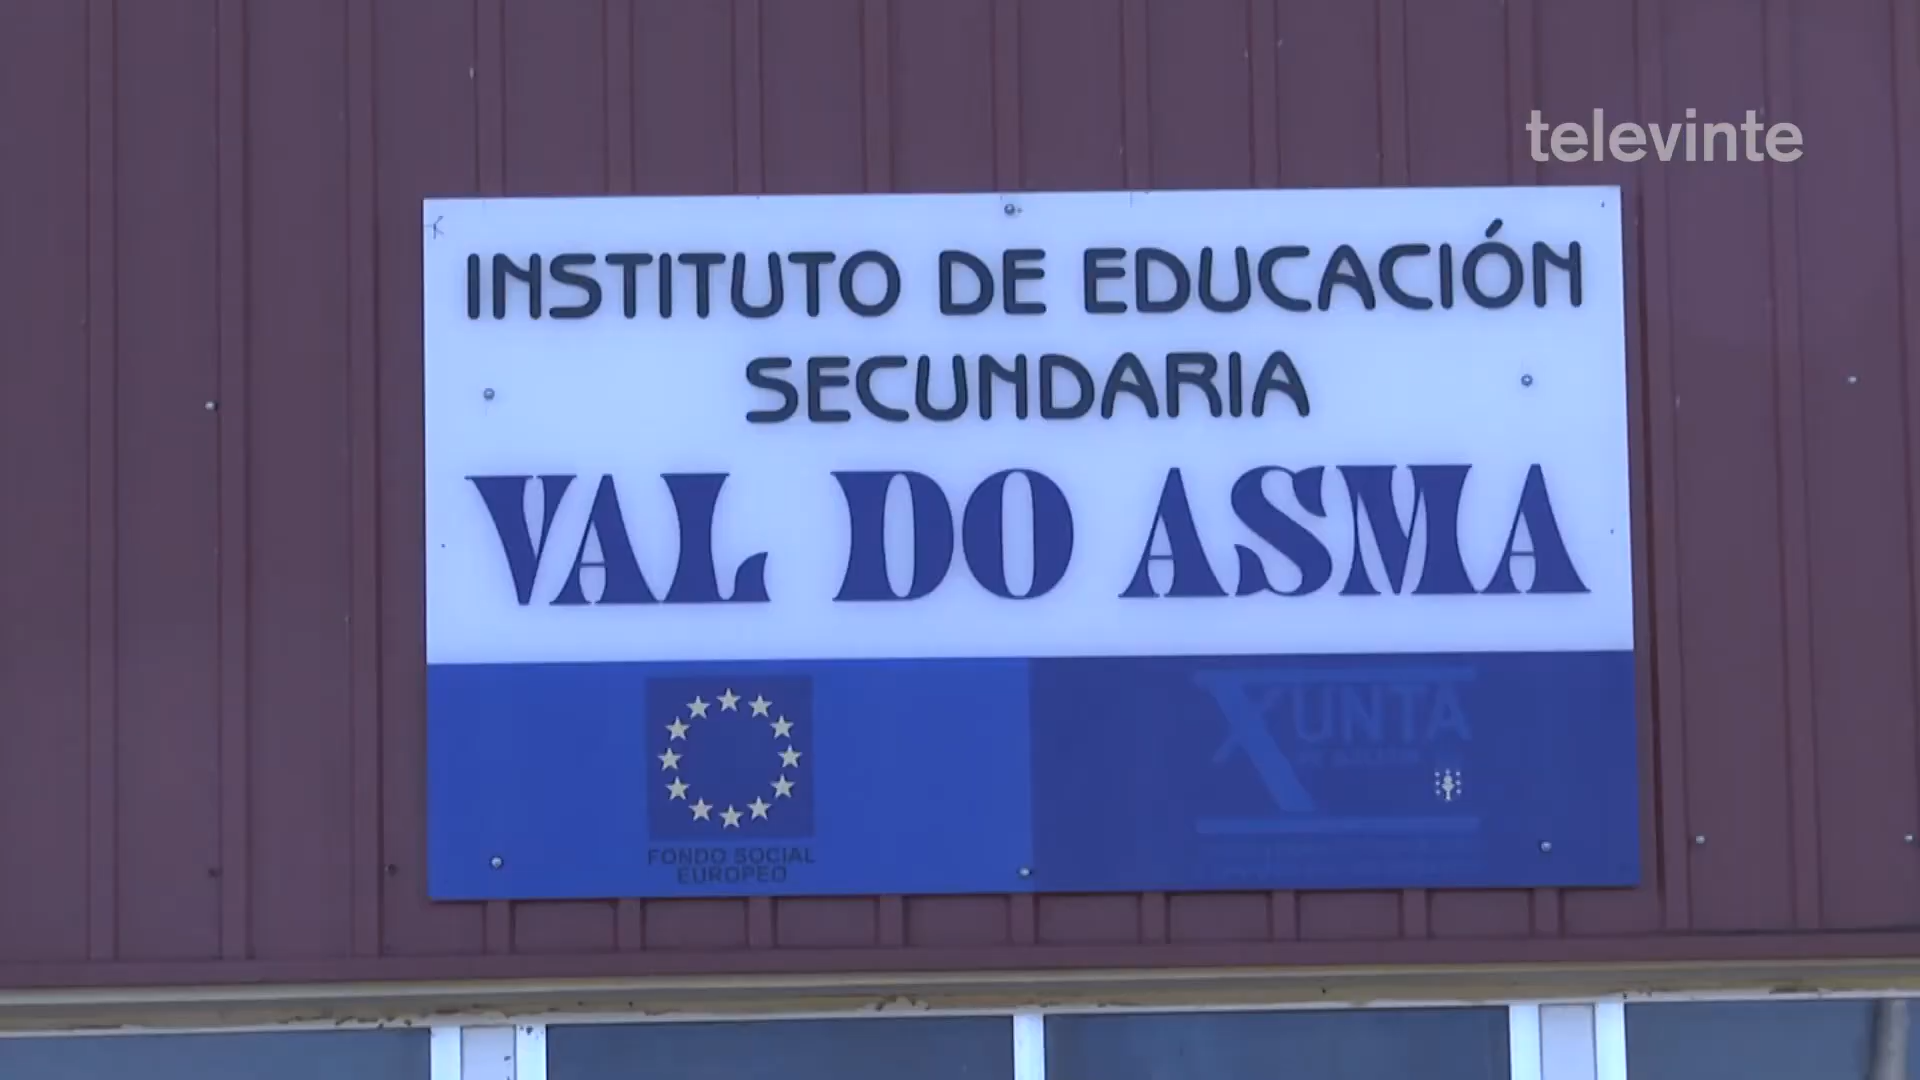 televinte
INSTITUTO DE EDUCACIÓN
SECUNDARIA
VAL DO ASMA
XUNTA
FONDO SOCIAL
EUROPEO